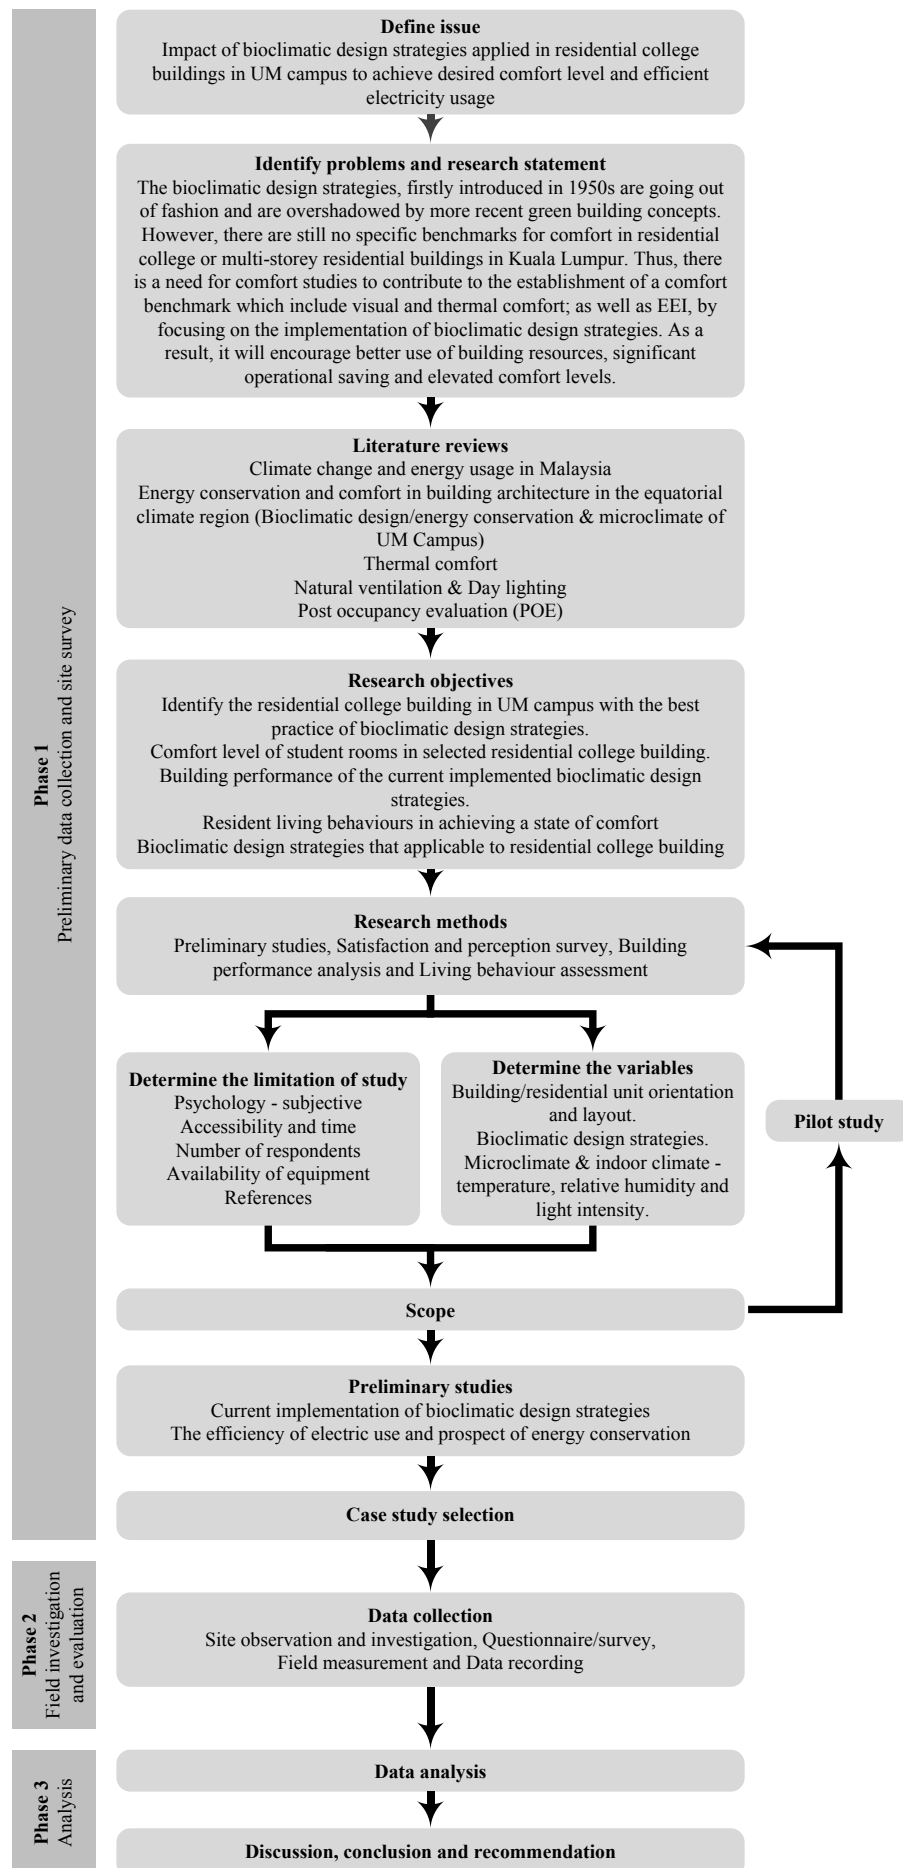 Define issue
Impact of bioclimatic design strategies applied in residential college
buildings in UM campus to achieve desired comfort level and efficient
electricity usage
Identify problems and research statement
The bioclimatic design strategies, firstly introduced in 1950s are going out
of fashion and are overshadowed by more recent green building concepts.
However, there are still no specific benchmarks for comfort in residential
college or multi-storey residential buildings in Kuala Lumpur. Thus, there
is a need for comfort studies to contribute to the establishment of a comfort
benchmark which include visual and thermal comfort; as well as EEI, by
focusing on the implementation of bioclimatic design strategies. As a
result, it will encourage better use of building resources, significant
operational saving and elevated comfort levels.
Literature reviews
Climate change and energy usage in Malaysia
Energy conservation and comfort in building architecture in the equatorial
climate region (Bioclimatic design/energy conservation & microclimate of
UM Campus)
Thermal comfort
Natural ventilation & Day lighting
Post occupancy evaluation (POE)
Phase 1
Preliminary data collection and site survey
Research objectives
Identify the residential college building in UM campus with the best
practice of bioclimatic design strategies.
Comfort level of student rooms in selected residential college building.
Building performance of the current implemented bioclimatic design
strategies.
Resident living behaviours in achieving a state of comfort
Bioclimatic design strategies that applicable to residential college building
Research methods
Preliminary studies, Satisfaction and perception survey, Building
performance analysis and Living behaviour assessment
Determine the limitation of study
Psychology - subjective
Accessibility and time
Number of respondents
Availability of equipment
References
Determine the variables
Building/residential unit orientation
and layout.
Bioclimatic design strategies.
Microclimate & indoor climate -
temperature, relative humidity and
light intensity.
Pilot study
Scope
Preliminary studies
Current implementation of bioclimatic design strategies
The efficiency of electric use and prospect of energy conservation
Case study selection
Phase 2
Field investigation
and evaluation
Data collection
Site observation and investigation, Questionnaire/survey,
Field measurement and Data recording
Phase 3
Analysis
Data analysis
Discussion, conclusion and recommendation